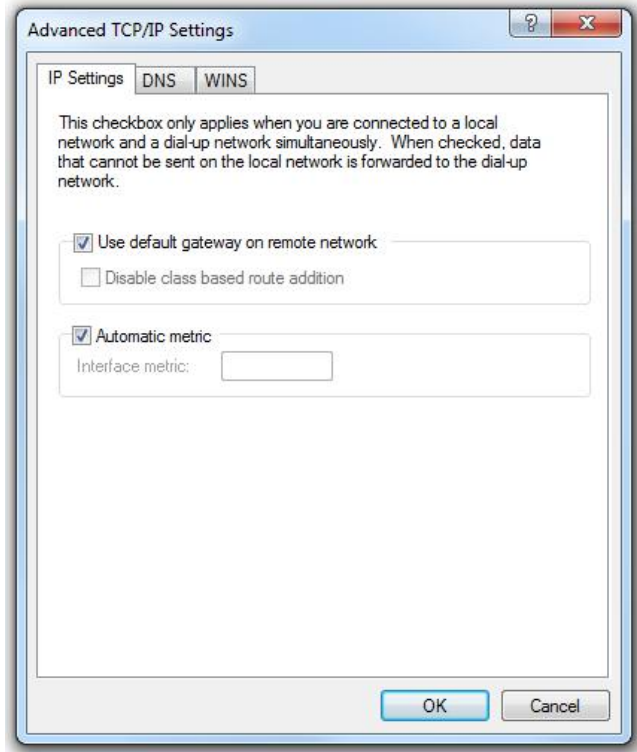 Advanced TCP/IP Settings
IP Settings DNS WINS
This checkbox only applies when you are connected to a local
network and a dial-up network simultaneously. When checked, data
that cannot be sent on the local network is forwarded to the dial-up
network.
Use default gateway on remote network
Disable class based route addition
Automatic metric
Interface metric:
OK Cancel